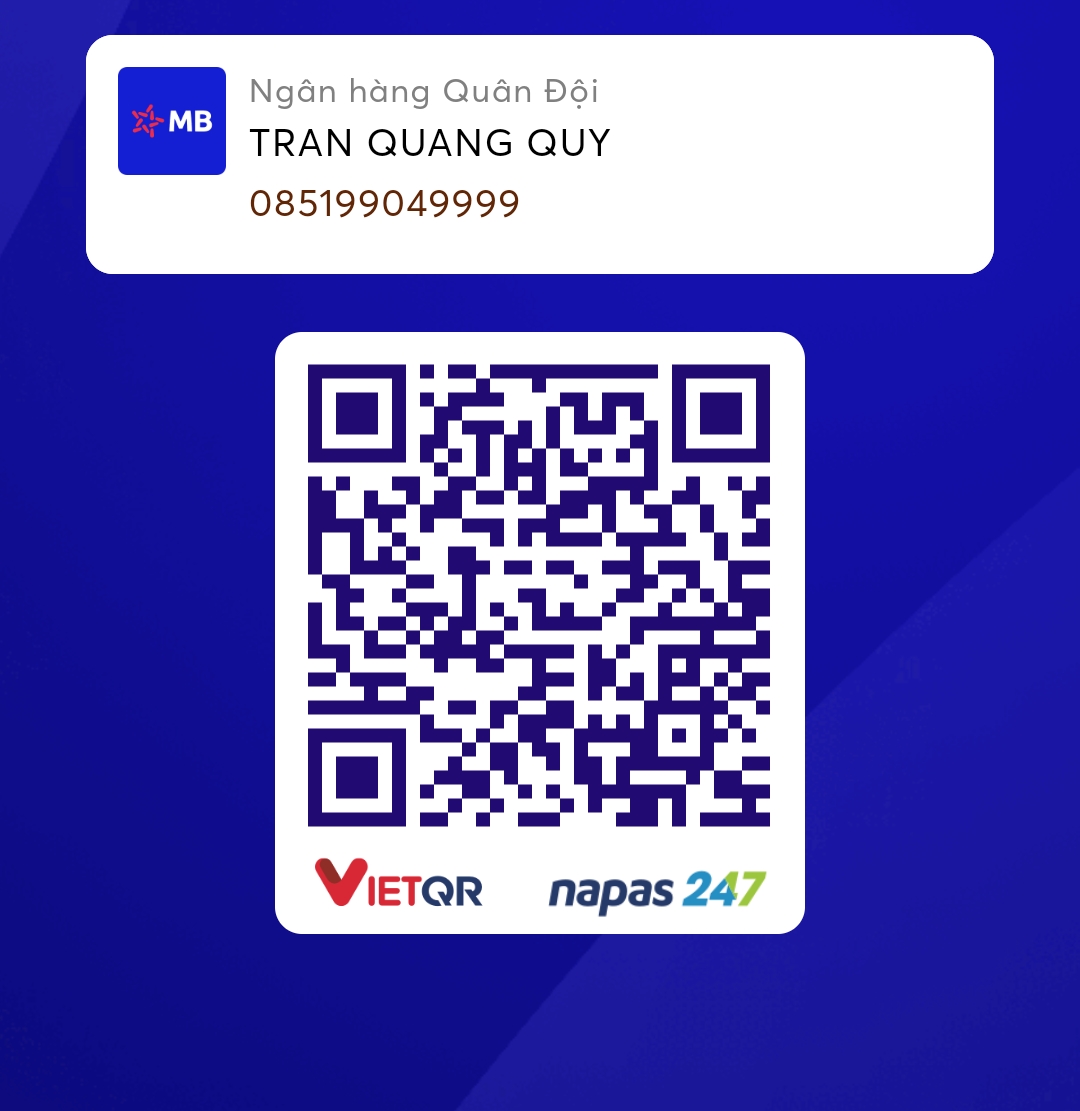 MB
Ngân hàng Quân Đội
TRAN QUANG QUY
085199049999
VIETQR
napas 247